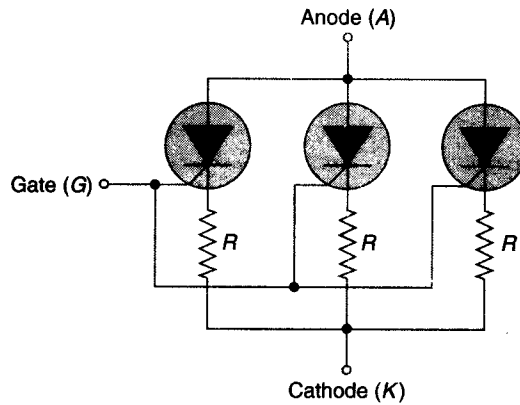 Anode (A)
Gate (G)
R
R
R
Cathode (K)